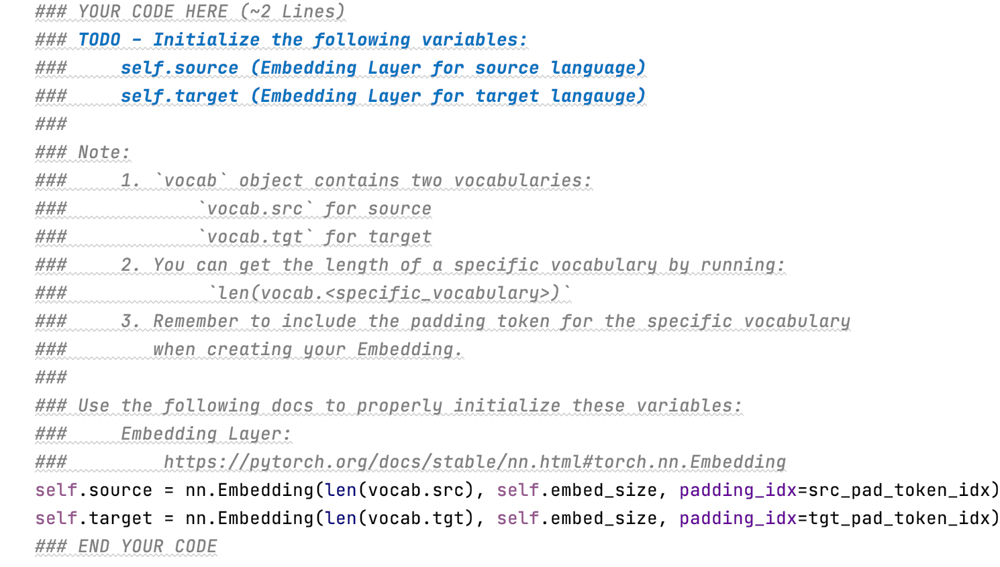 ### YOUR CODE HERE (~2 Lines)
### TODO - Initialize the following variables:
###     self.source (Embedding Layer for source language)
###     self.target (Embedding Layer for target langauge)
###
### Note:
###     1. `vocab` object contains two vocabularies:
###            `vocab.src` for source
###            `vocab.tgt` for target
###     2. You can get the length of a specific vocabulary by running:
###             `len(vocab.<specific_vocabulary>)`
###     3. Remember to include the padding token for the specific vocabulary
###        when creating your Embedding.
###
### Use the following docs to properly initialize these variables:
###     Embedding Layer:
###         https://pytorch.org/docs/stable/nn.html#torch.nn.Embedding
self.source = nn.Embedding(len(vocab.src), self.embed_size, padding_idx=src_pad_token_idx)
self.target = nn.Embedding(len(vocab.tgt), self.embed_size, padding_idx=tgt_pad_token_idx)
### END YOUR CODE